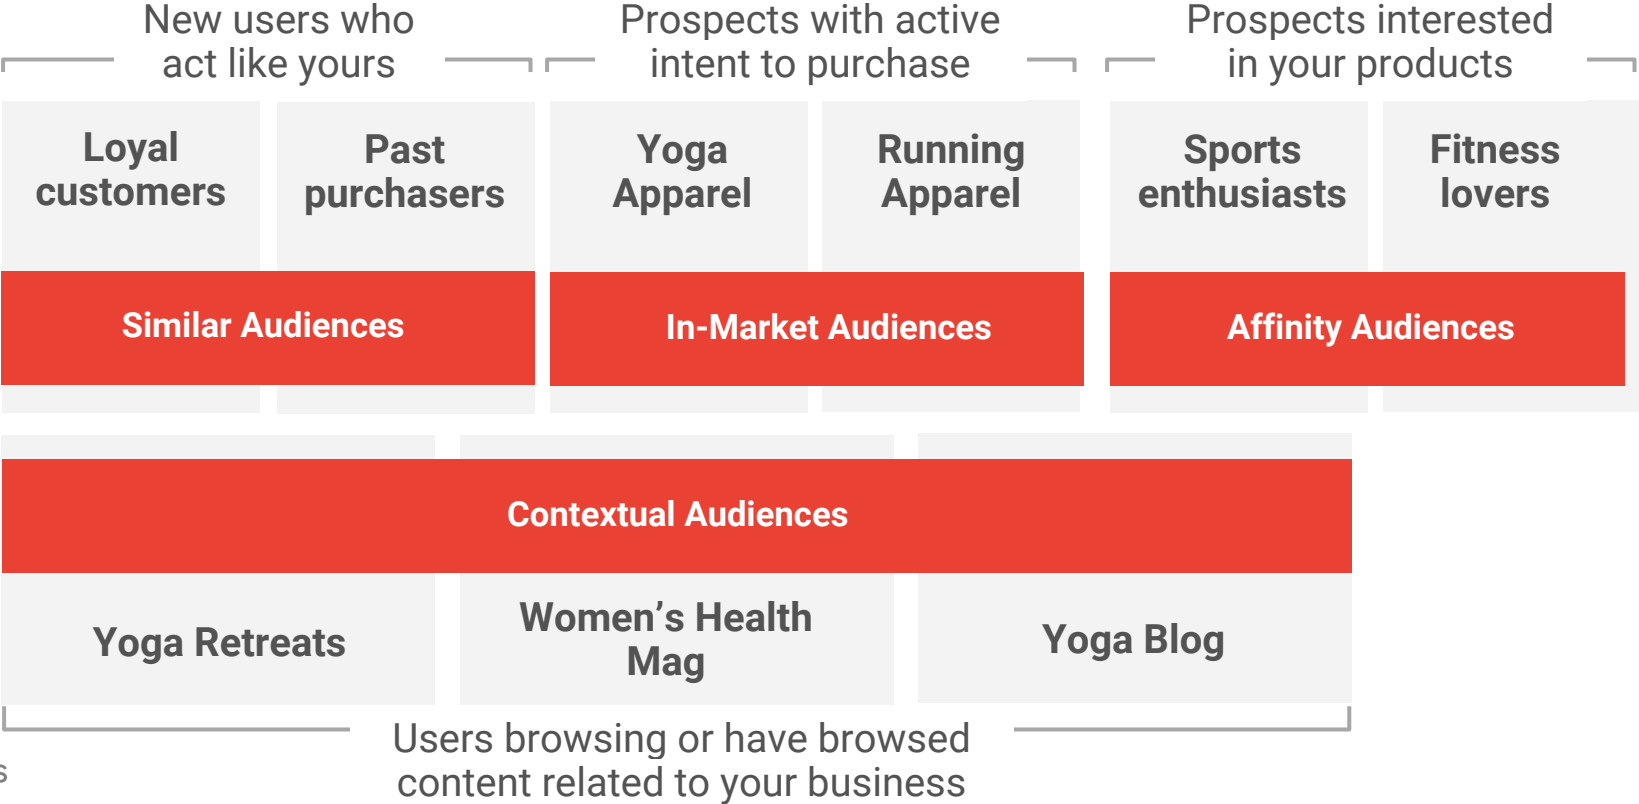 New users who
act like yours
Prospects with active
intent to purchase
Prospects interested
in your products
Loyal
customers
Past
purchasers
Yoga
Apparel
Running
Apparel
Sports
enthusiasts
Fitness
lovers
Similar Audiences
In-Market Audiences
Affinity Audiences
Contextual Audiences
Yoga Retreats
Women’s Health
Mag
Yoga Blog
Users browsing or have browsed
content related to your business
s